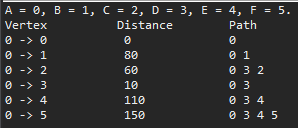 A = 0, B = 1, C = 2, D = 3, E = 4, F = 5.
Vertex Distance Path
0 -> 0 0 0
0 -> 1 80 0 1
0 -> 2 60 0 3 2
0 -> 3 10 0 3
0 -> 4 110 0 3 4
0 -> 5 150 0 3 4 5